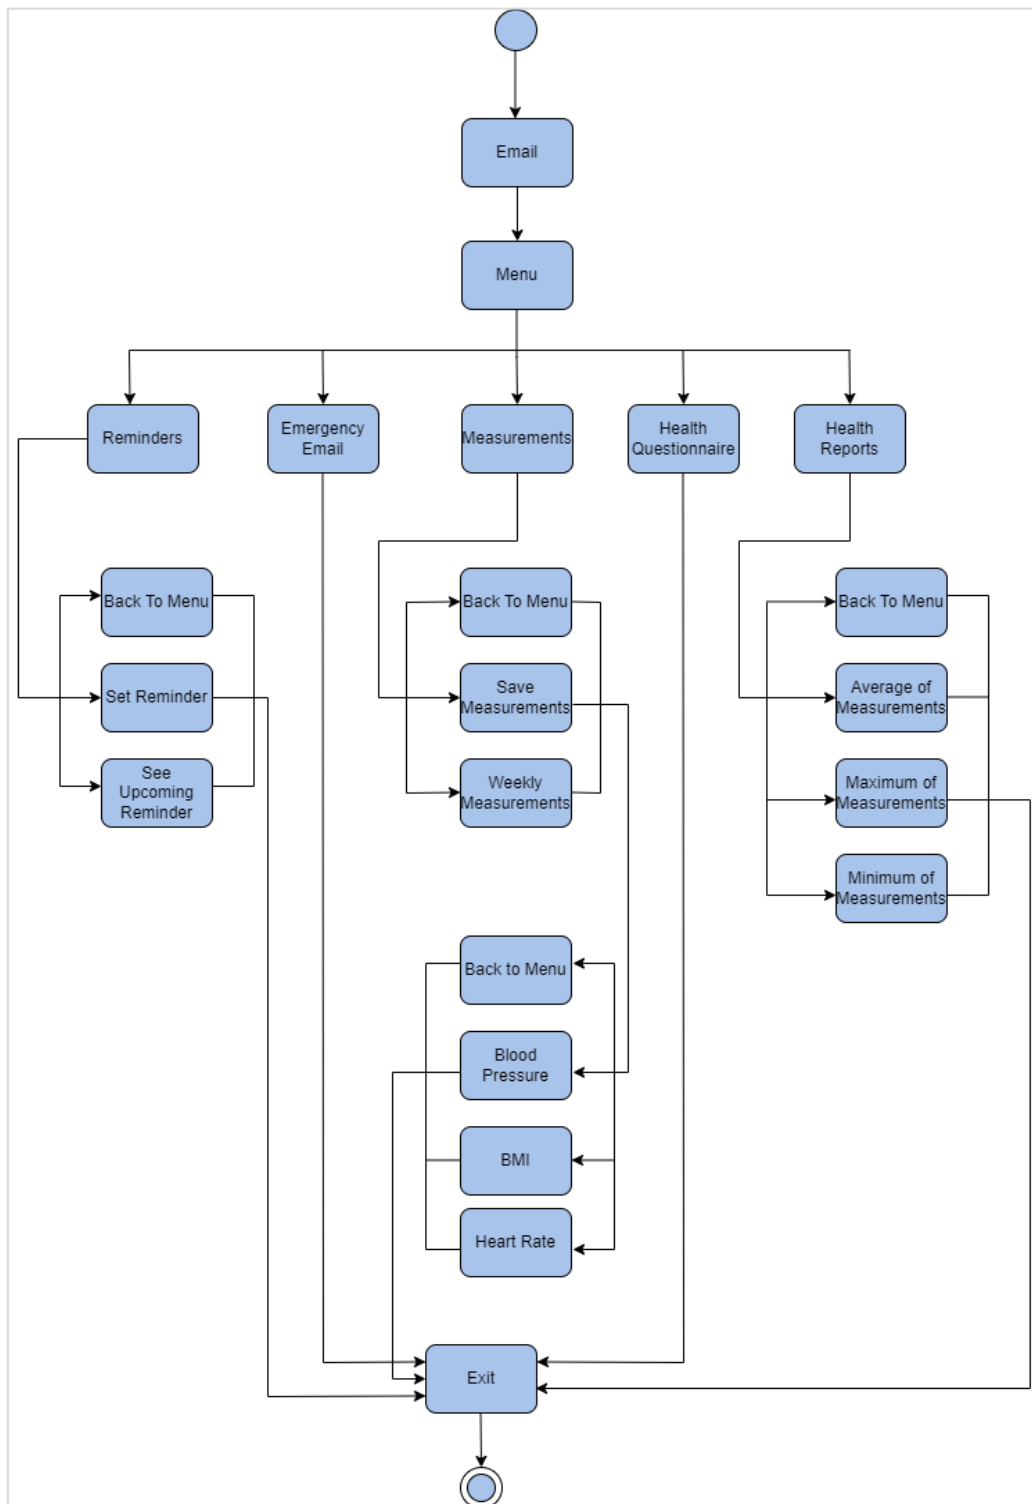 Email
Menu
Reminders
Emergency
Email
Measurements
Health
Questionnaire
Health
Reports
Back To Menu
Set Reminder
See
Upcoming
Reminder
Back To Menu
Save
Measurements
Weekly
Measurements
Back To Menu
Average of
Measurements
Maximum of
Measurements
Minimum of
Measurements
Back to Menu
Blood
Pressure
BMI
Heart Rate
Exit